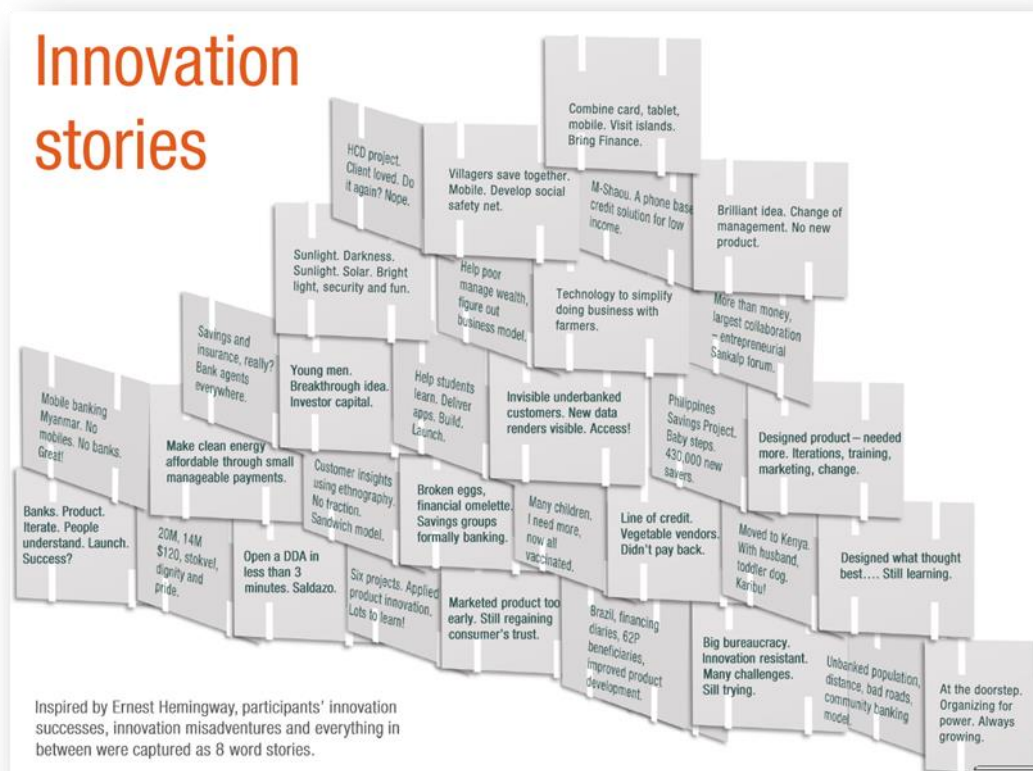 Innovation
stories
Combine card, tablet,
mobile. Visit islands.
Bring Finance.
HCD project.
Client loved. Do
it again? Nope.
Villagers save together.
Mobile. Develop social
safety net.
M-Shaou. A phone base
credit solution for low
income.
Brilliant idea. Change of
management. No new
product.
Sunlight. Darkness.
Sunlight. Solar. Bright
light, security and fun.
Help poor
manage wealth,
figure out
business model.
Technology to simplify
doing business with
farmers.
More than money,
largest collaboration
– entrepreneurial
Sankalp forum.
Savings and
insurance, really?
Bank agents
everywhere.
Young men.
Breakthrough idea.
Investor capital.
Help students
learn. Deliver
apps. Build.
Launch.
Invisible underbanked
customers. New data
renders visible. Access!
Philippines
Savings Project.
Baby steps.
430,000 new
savers.
Designed product – needed
more. Iterations, training,
marketing, change.
Mobile banking
Myanmar. No
mobiles. No banks.
Great!
Make clean energy
affordable through small
manageable payments.
Customer insights
using ethnography.
No traction.
Sandwich model.
Broken eggs,
financial omelette.
Savings groups
formally banking.
Many children.
I need more,
now all
vaccinated.
Line of credit.
Vegetable vendors.
Didn't pay back.
Moved to Kenya.
With husband,
toddler dog.
Karibu!
Designed what thought
best.... Still learning.
Banks. Product.
Iterate. People
understand. Launch.
Success?
20M, 14M
$120, stokvel,
dignity and
pride.
Open a DDA in
less than 3
minutes. Saldazo.
Six projects. Applied
product innovation.
Lots to learn!
Marketed product too
early. Still regaining
consumer's trust.
Brazil, financing
diaries, 62P
beneficiaries,
improved product
development.
Big bureaucracy.
Innovation resistant.
Many challenges.
Still trying.
Unbanked population,
distance, bad roads,
community banking
model.
At the doorstep.
Organizing for
power. Always
growing.
Inspired by Ernest Hemingway, participants' innovation
successes, innovation misadventures and everything in
between were captured as 8 word stories.